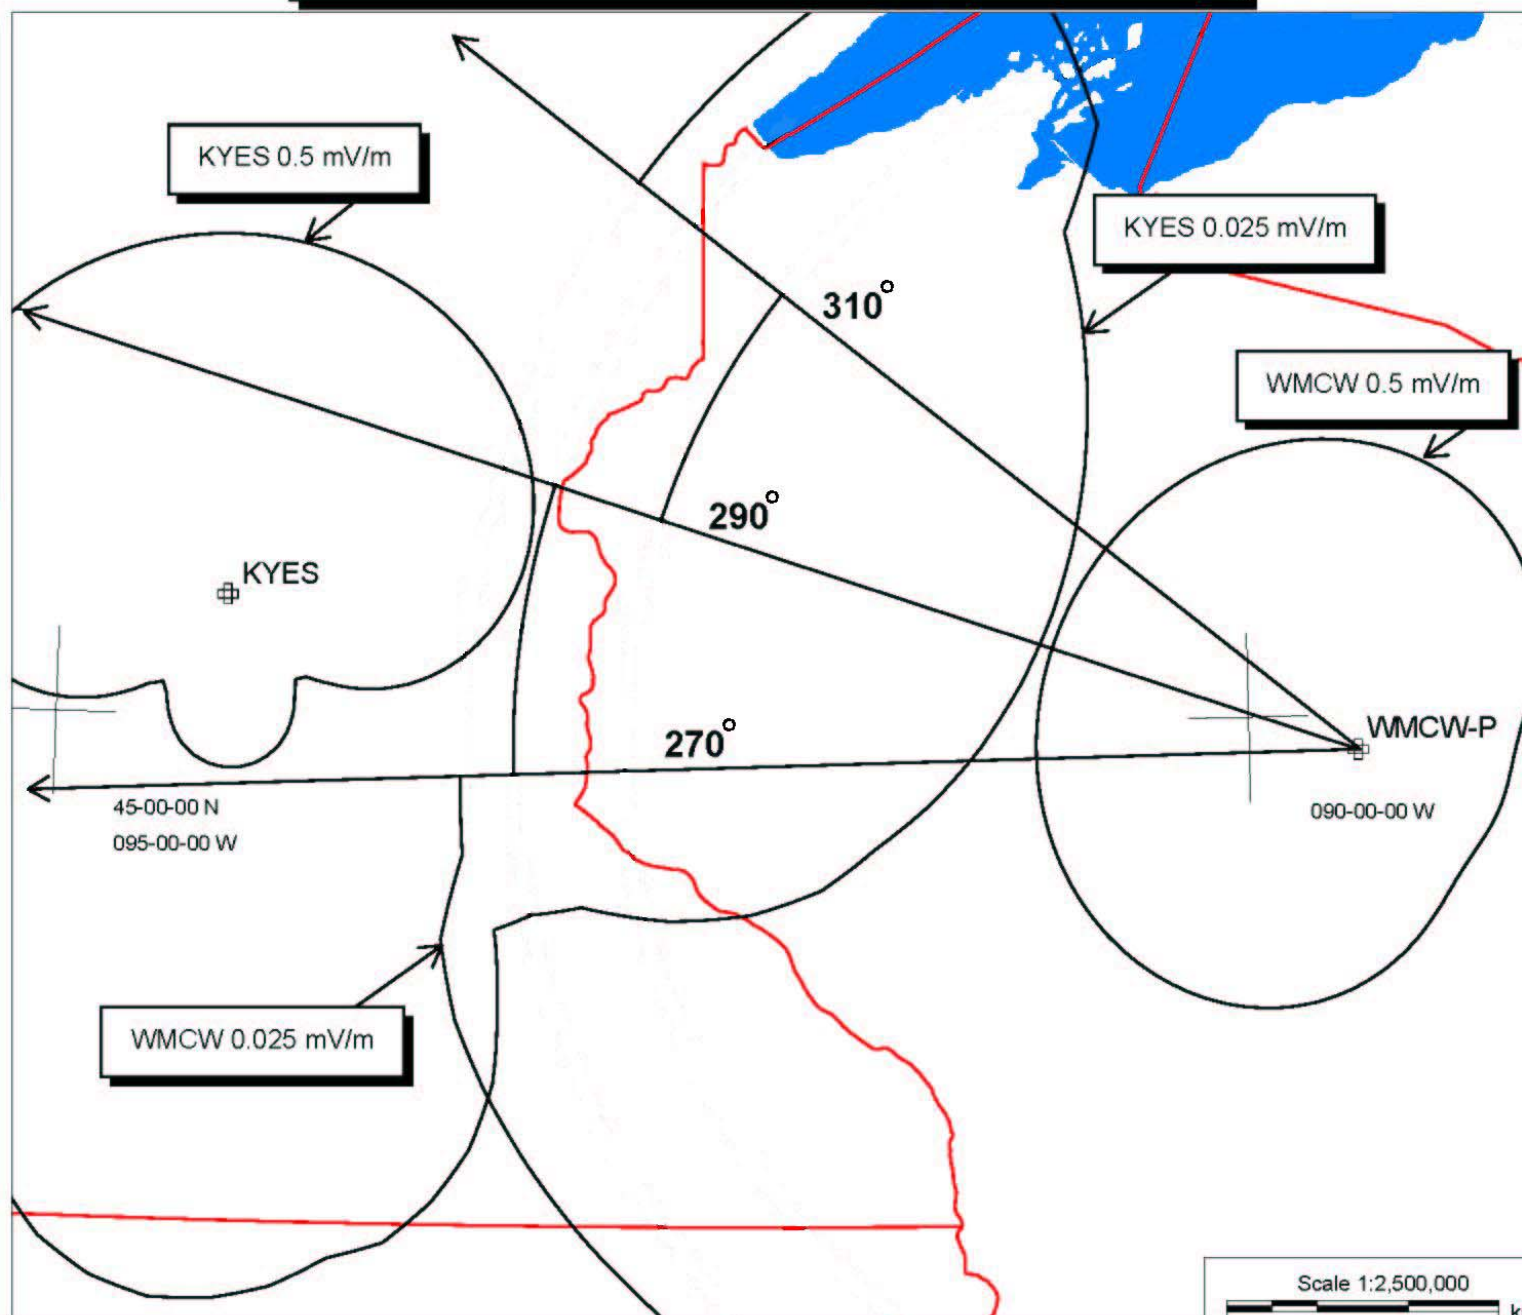 KYES 0.5 mV/m
KYES 0.025 mV/m
310°
WMCW 0.5 mV/m
290°
KYES
WMCW-P
270°
45-00-00 N
095-00-00 W
090-00-00 W
WMCW 0.025 mV/m
Scale 1:2,500,000